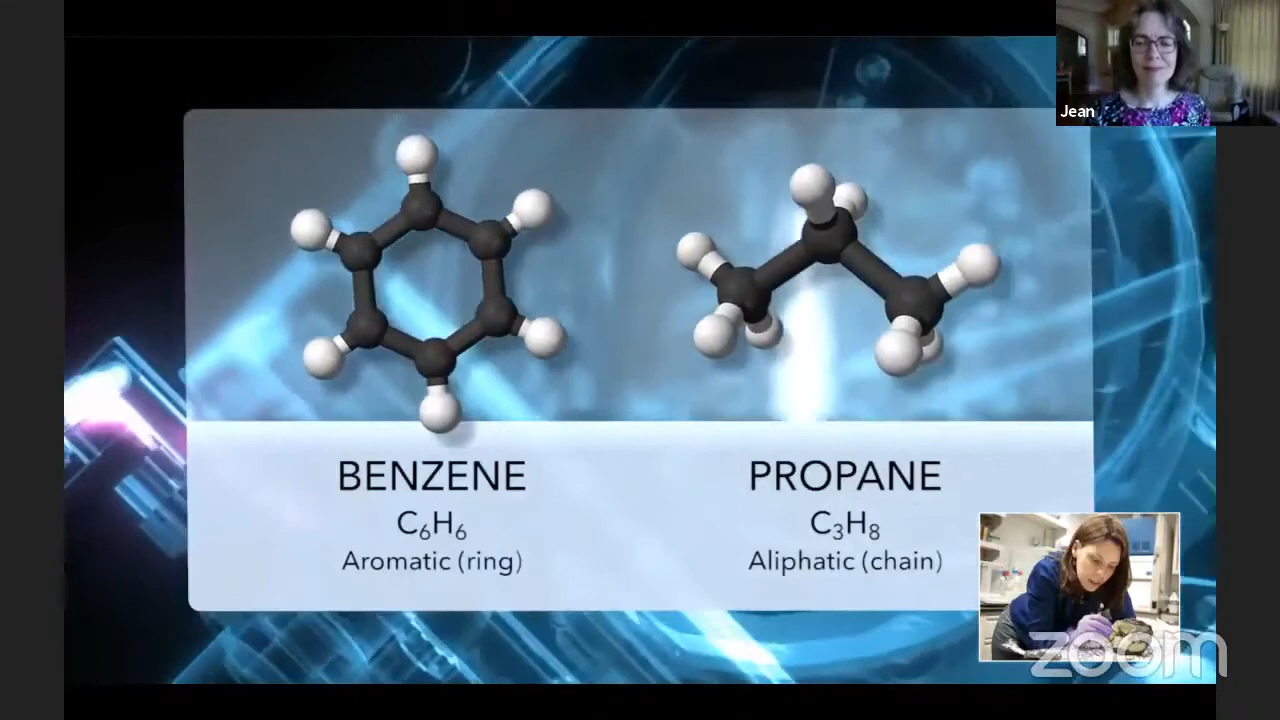 Jean
BENZENE
C₆H₆
Aromatic (ring)
PROPANE
C₃H₈
Aliphatic (chain)
zoom